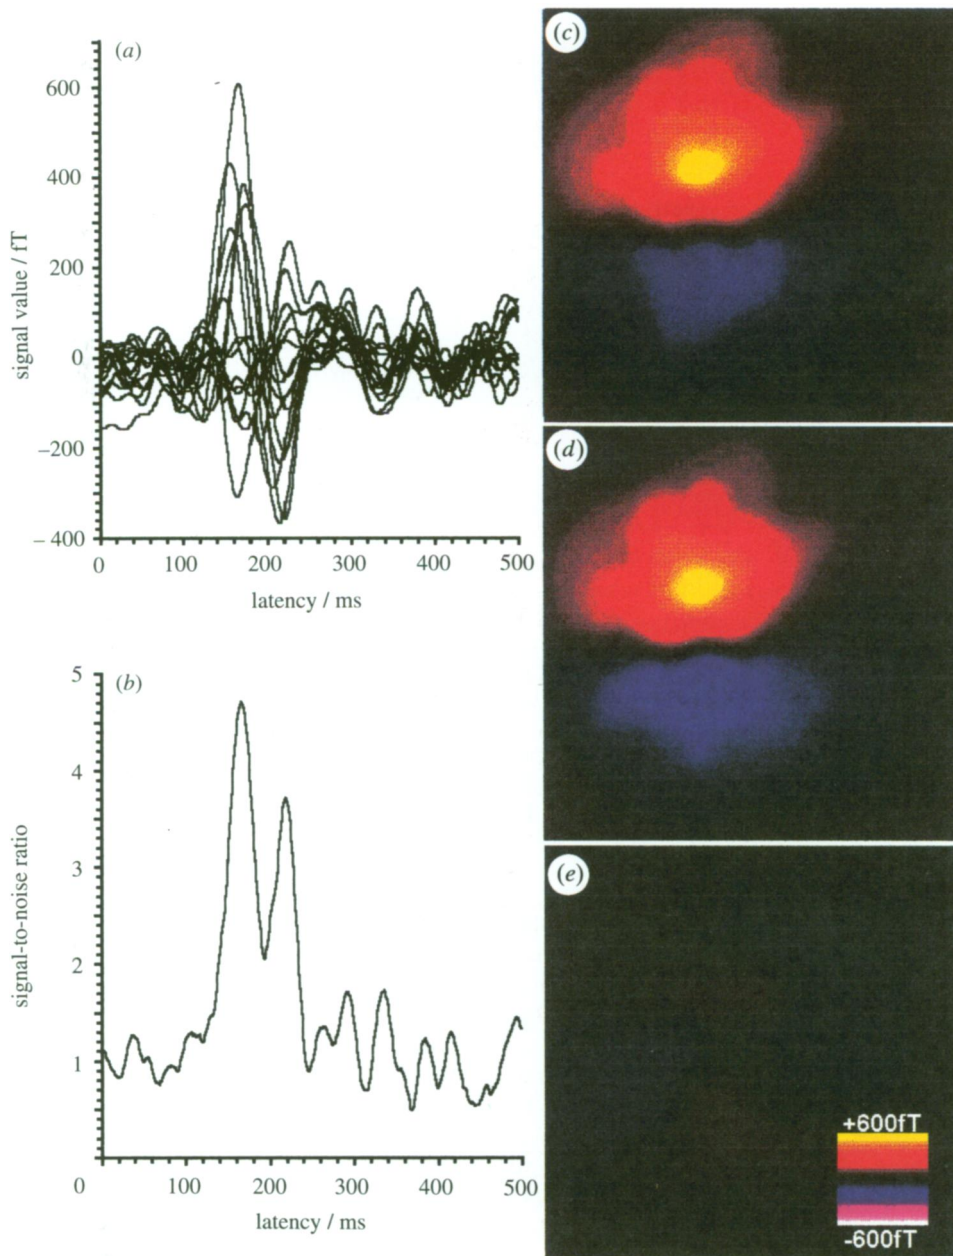 (a)
600
400
200
0
–200
–400
signal value / fT
0 100 200 300 400 500
latency / ms
(b)
5
4
3
2
1
0
signal-to-noise ratio
100 200 300 400 500
latency / ms
(c)
(d)
(e)
+600fT
-600fT